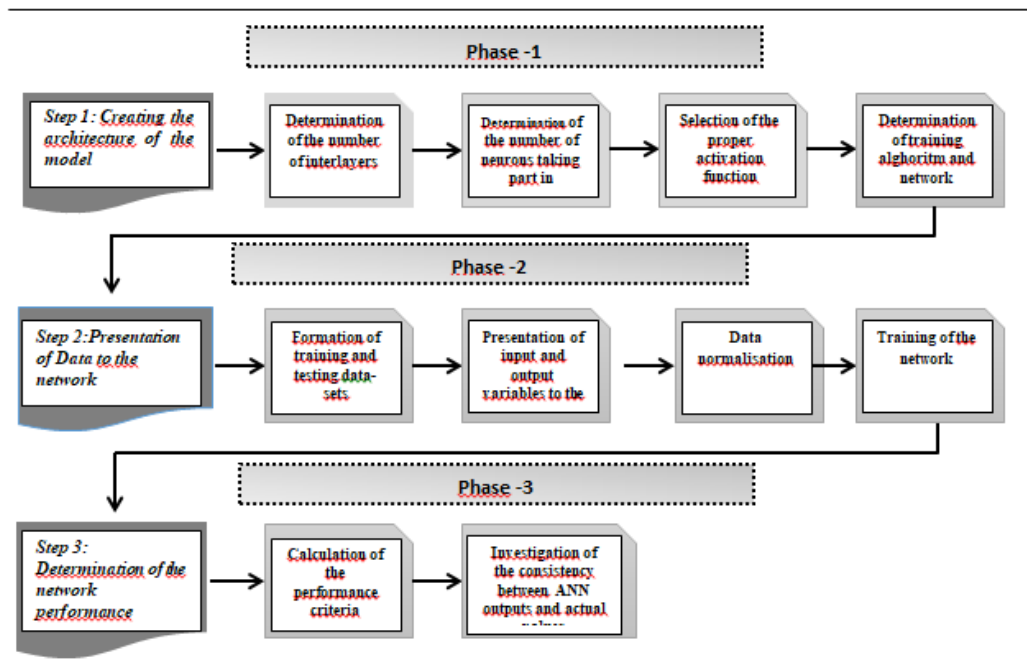 Phase -1
Step 1: Creating the
architecture of the
model
Determination
of the number
of interlayers
Determination of
the number of
neurons taking
part in
Selection of the
proper
activation
function
Determination
of training
alghoritm and
network
Phase -2
Step 2:Presentation
of Data to the
network
Formation of
training and
testing data-
sets
Presentation of
input and
output
variables to the
Data
normalisation
Training of the
network
Phase -3
Step 3:
Determination of the
network
performance
Calculation of
the
performance
criteria
Investigation of
the consistency
between ANN
outputs and actual